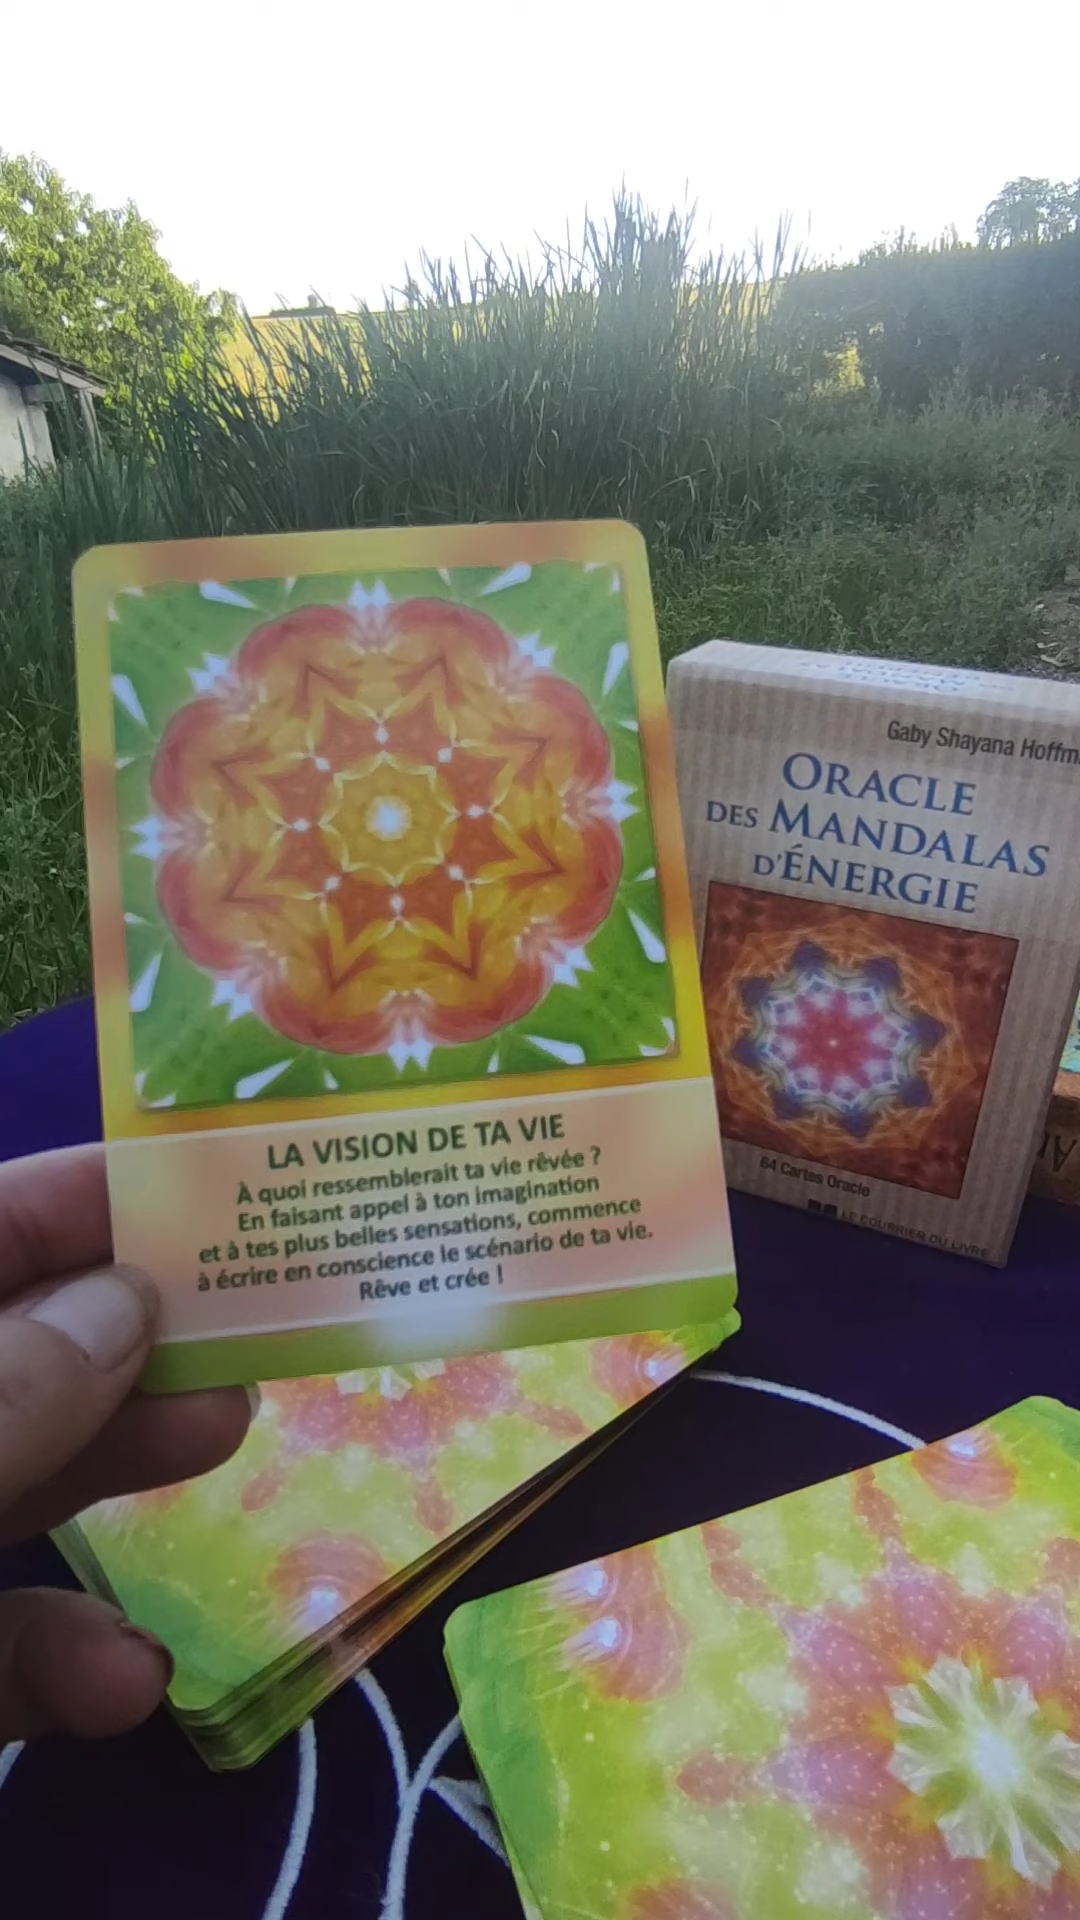 Gaby Shayana Hoffm
ORACLE
DES MANDALAS
D'ÉNERGIE
64 Cartes Oracle
LE COURRIER DU LIVRE
LA VISION DE TA VIE
À quoi ressemblerait ta vie rêvée ?
En faisant appel à ton imagination
et à tes plus belles sensations, commence
à écrire en conscience le scénario de ta vie.
Rêve et crée !